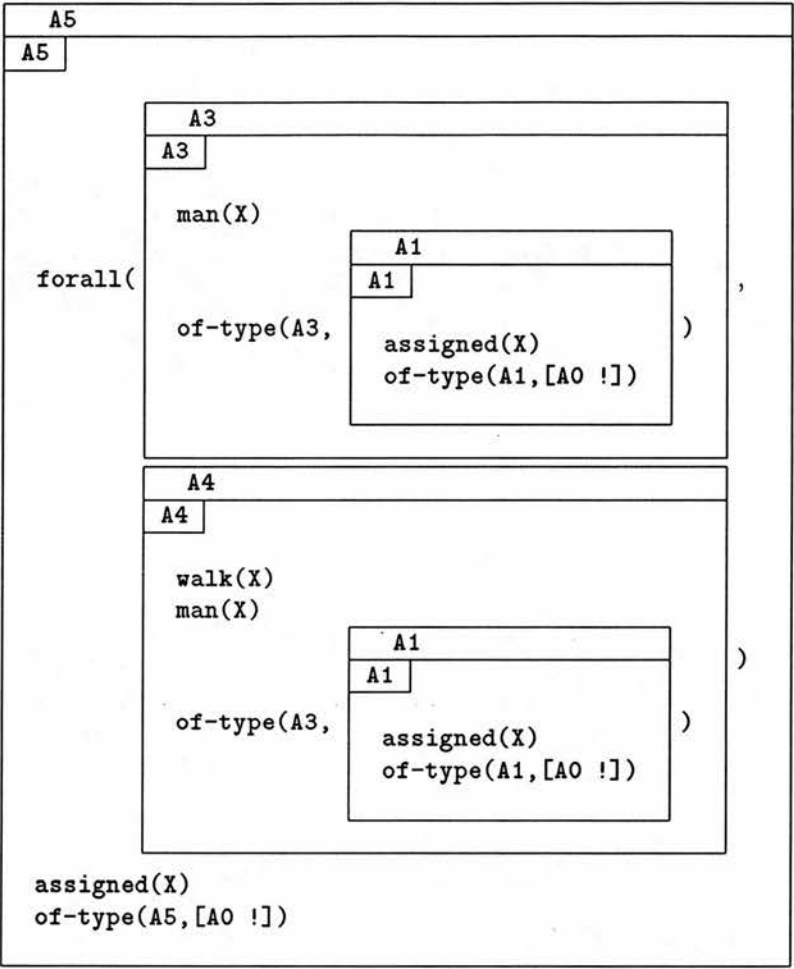 A5
A5
A3
A3
man(X)
A1
forall(
A1
,
of-type(A3,
)
assigned(X)
of-type(A1,[A0 !])
A4
A4
walk(X)
man(X)
A1
)
A1
of-type(A3,
)
assigned(X)
of-type(A1,[A0 !])
assigned(X)
of-type(A5,[A0 !])